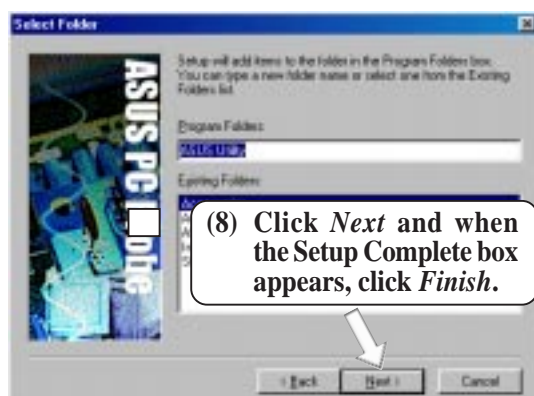 Select Folder
Setup will add items to the folder in the Program Folders box.
You can type a new folder name or select one from the Existing
Folders list.
ASUS PC Probe
Program Folders:
ASUS Utility
Existing Folders:
(8) Click Next and when
the Setup Complete box
appears, click Finish.
< Back
Next >
Cancel